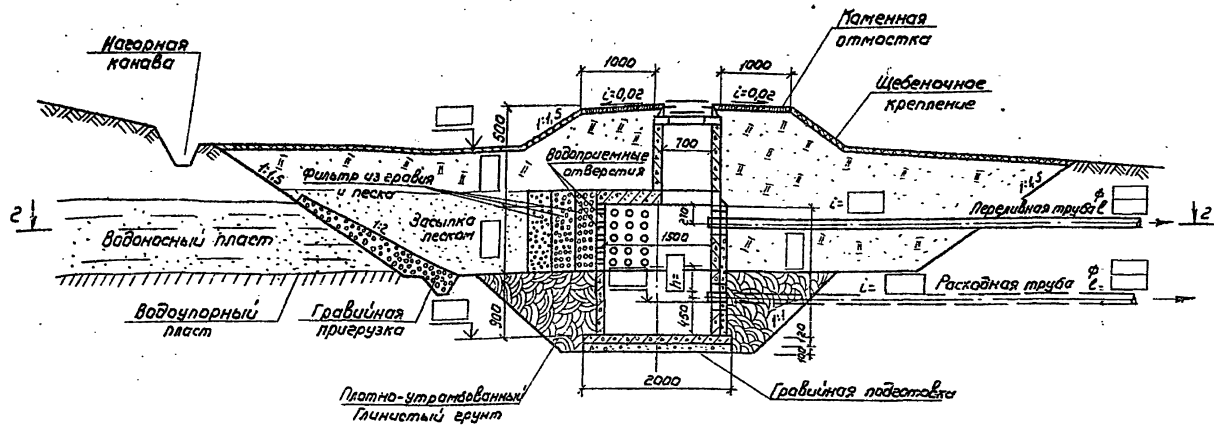 Нагорная
канава
Каменная
отмостка
Щебеночное
крепление
1000
1000
i=0,02
i=0,02
500
1:1,5
1:1,5
700
Водоприемные
отверстия
Фильтр из гравия
и песка
Засыпка
песком
1:2
1:1,5
210
1500
h=
i=
Ф
ℓ
Переливная труба
2
2
Водоносный пласт
i=
Расходная труба
Ф
ℓ
Водоупорный
пласт
Гравийная
пригрузка
900
450
1:1
120
100
2000
Плотно-утрамбованный
глинистый грунт
Гравийная подготовка